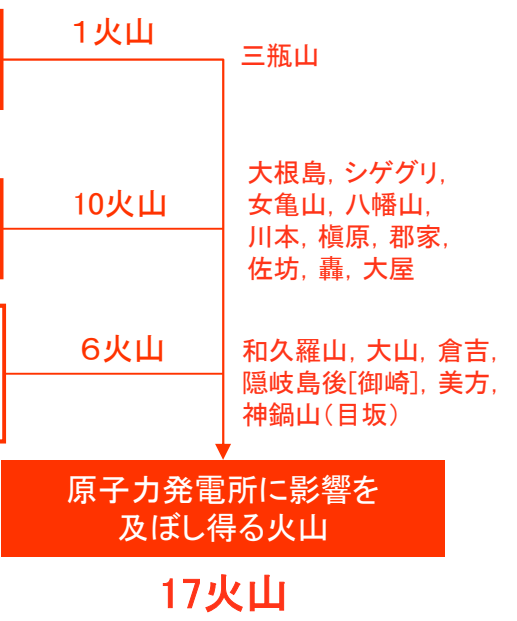 １火山
三瓶山
10火山
大根島，シゲグリ，
女亀山，八幡山，
川本，槇原，郡家，
佐坊，轟，大屋
６火山
和久羅山，大山，倉吉，
隠岐島後[御崎]，美方，
神鍋山（目坂）
原子力発電所に影響を
及ぼし得る火山
17火山